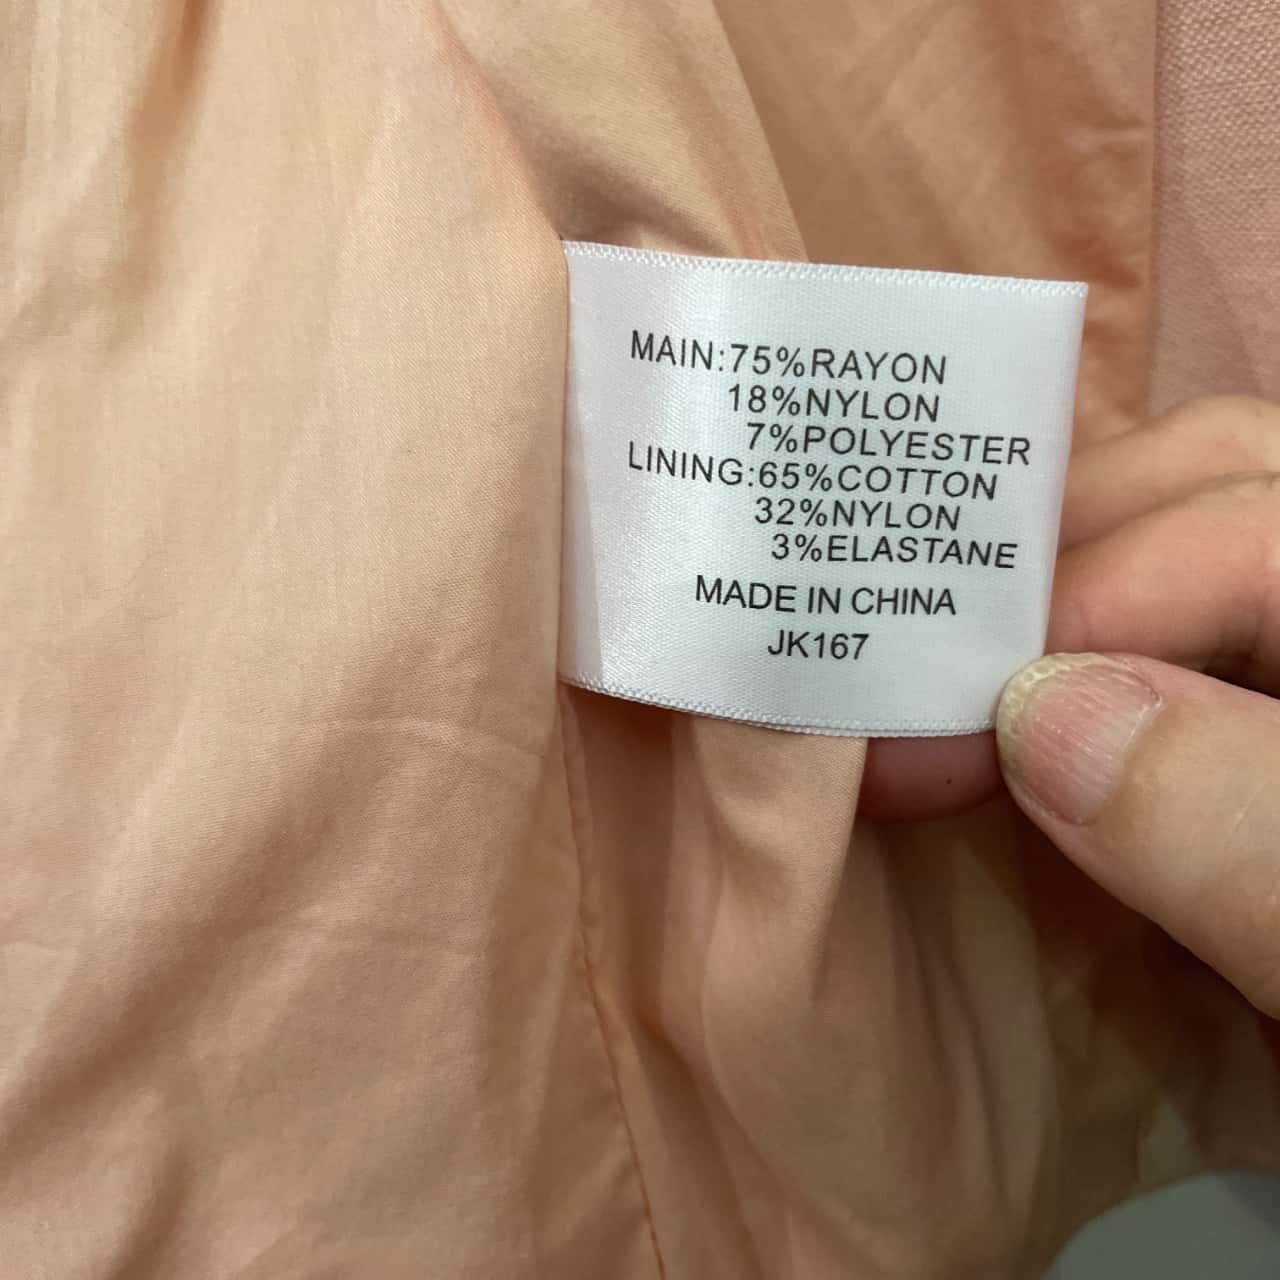 MAIN:75%RAYON
18%NYLON
7%POLYESTER
LINING:65%COTTON
32%NYLON
3%ELASTANE
MADE IN CHINA
JK167